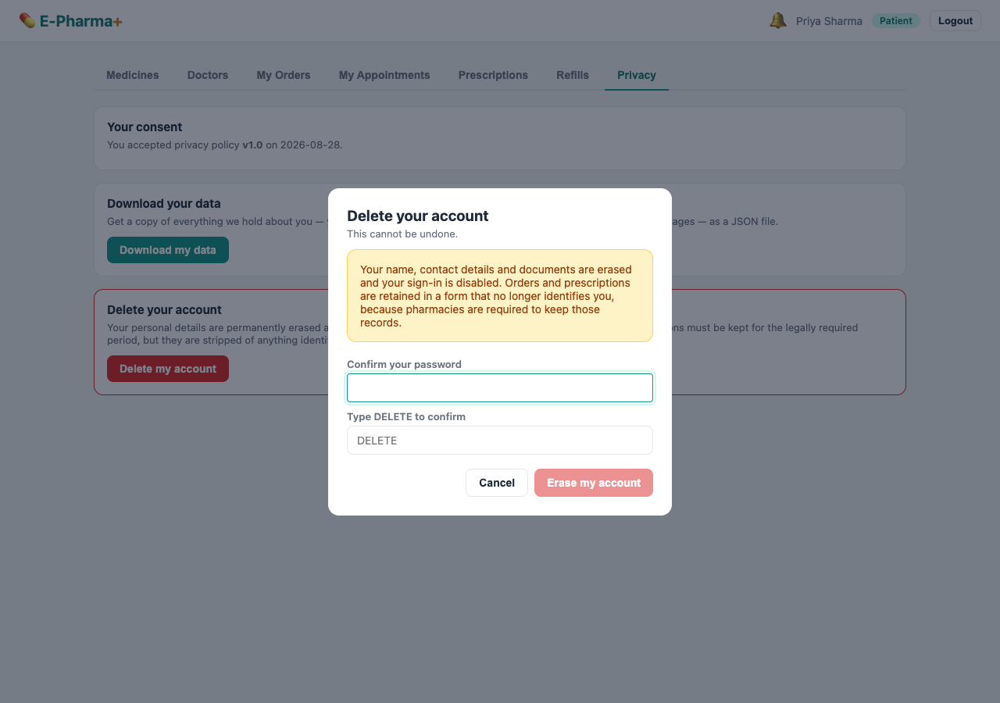 E-Pharma+
Priya Sharma
Patient
Logout
Medicines
Doctors
My Orders
My Appointments
Prescriptions
Refills
Privacy
Your consent
You accepted privacy policy v1.0 on 2026-08-28.
Download your data
Get a copy of everything we hold about you — ages — as a JSON file.
Download my data
Delete your account
Your personal details are permanently erased ns must be kept for the legally required
period, but they are stripped of anything
Delete my account
Delete your account
This cannot be undone.
Your name, contact details and documents are erased
and your sign-in is disabled. Orders and prescriptions
are retained in a form that no longer identifies you,
because pharmacies are required to keep those
records.
Confirm your password
Type DELETE to confirm
DELETE
Cancel
Erase my account